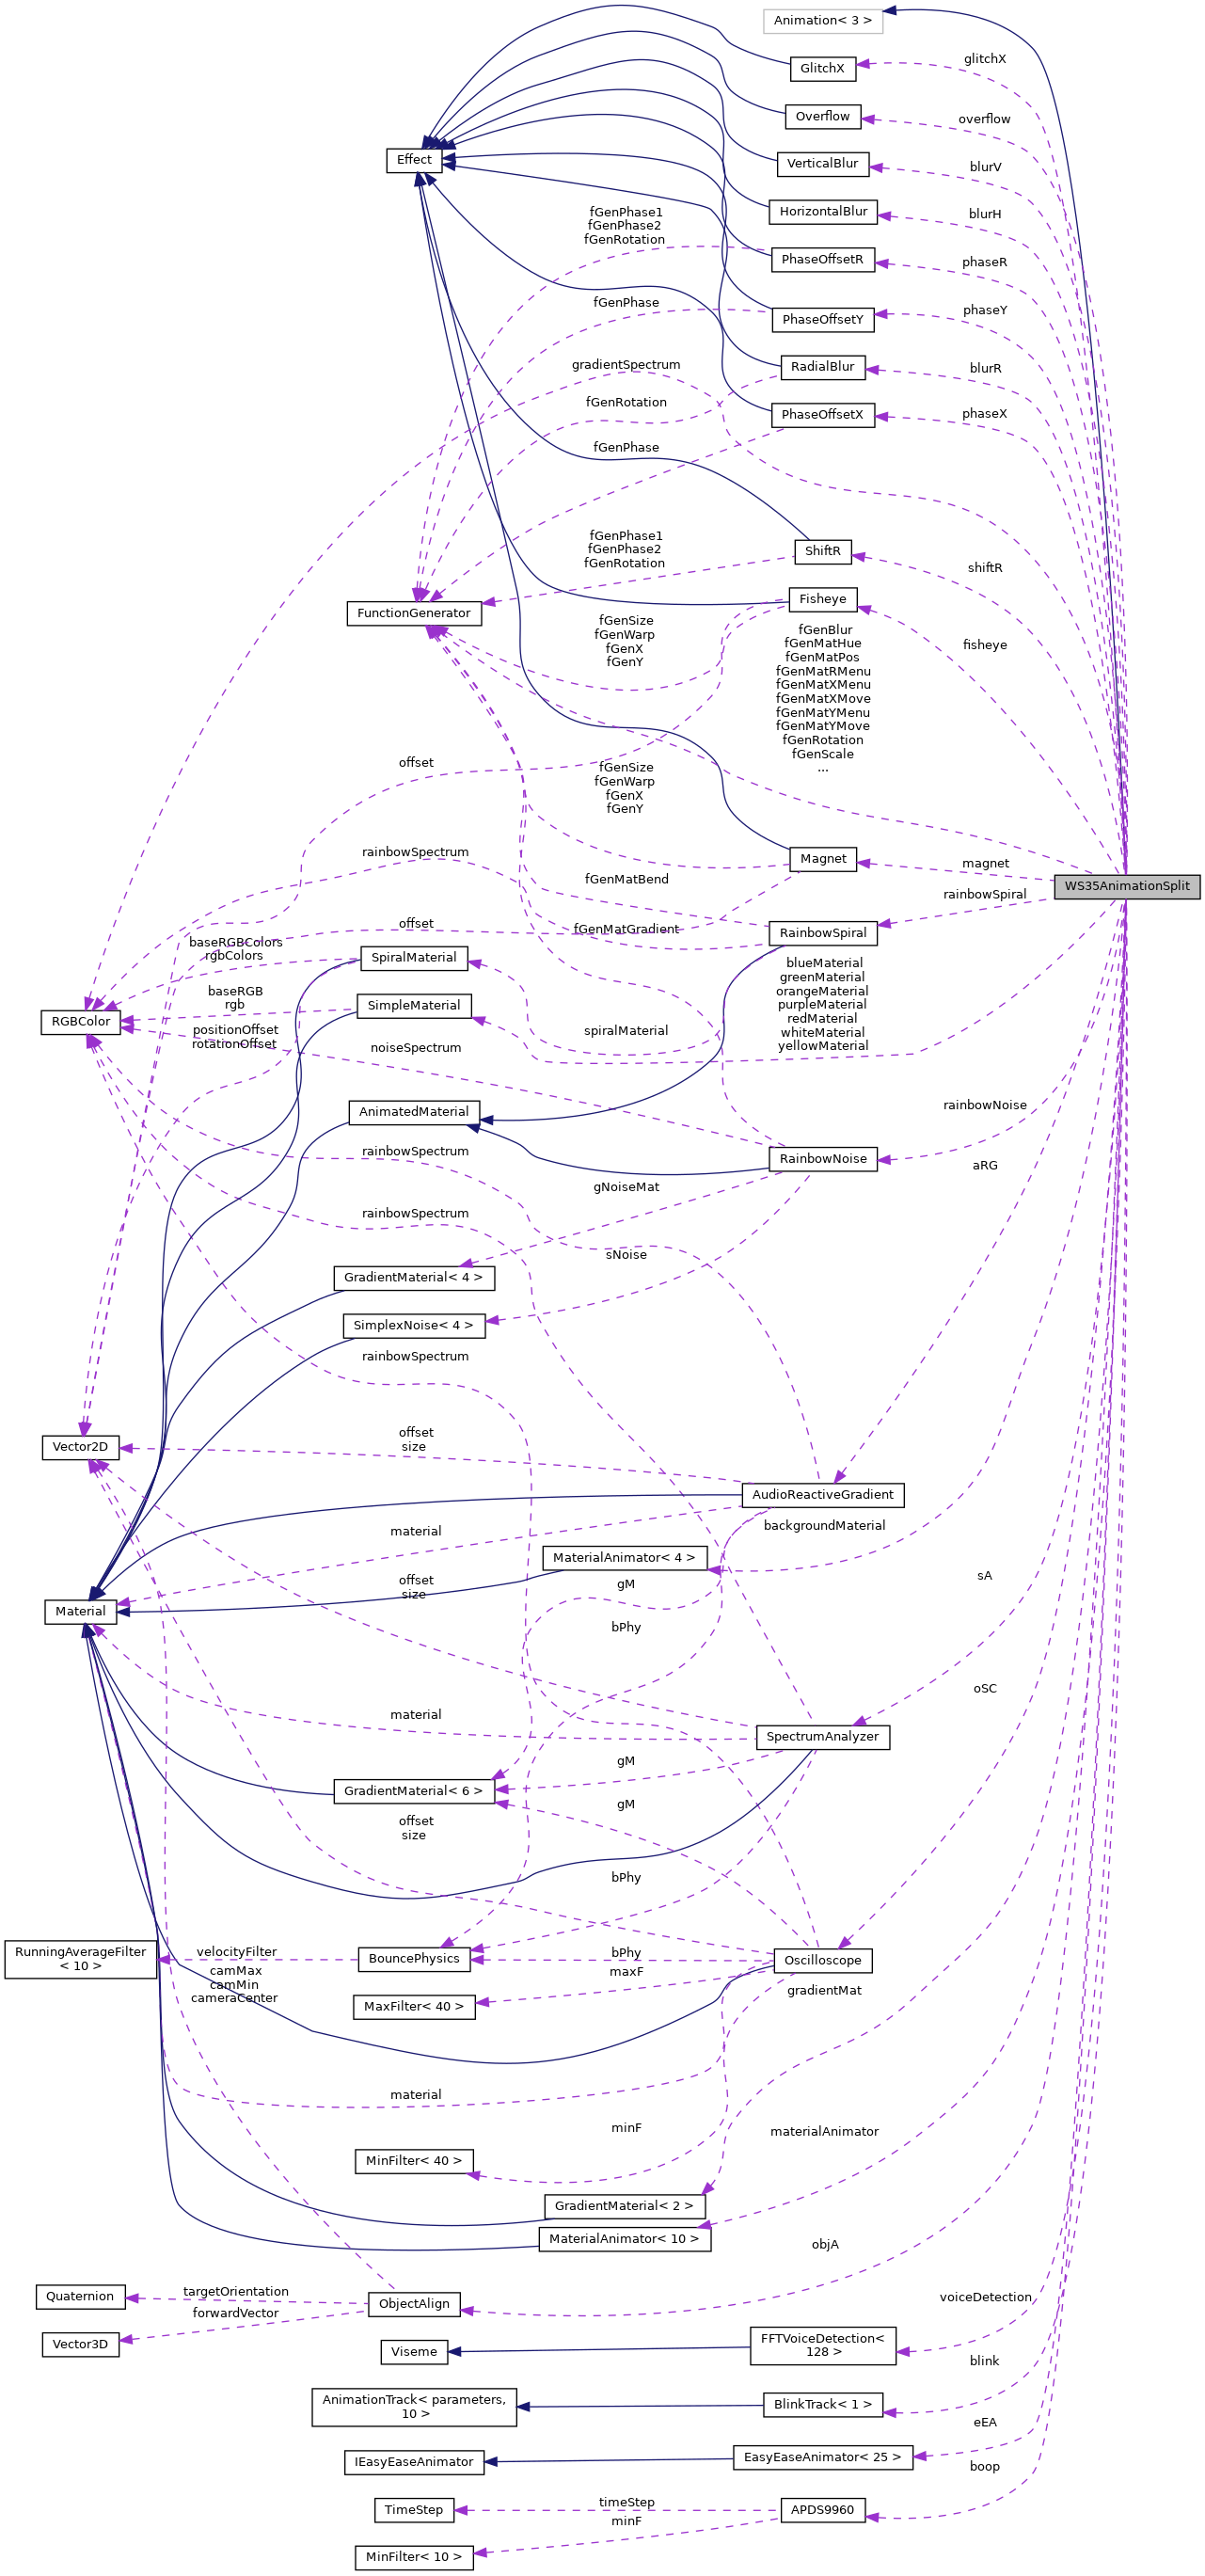 Animation< 3 >
glitchX
GlitchX
overflow
Overflow
Effect
blurV
VerticalBlur
fGenPhase1
fGenPhase2
fGenRotation
blurH
HorizontalBlur
phaseR
PhaseOffsetR
fGenPhase
phaseY
PhaseOffsetY
gradientSpectrum
blurR
RadialBlur
fGenRotation
phaseX
PhaseOffsetX
fGenPhase
fGenPhase1
fGenPhase2
fGenRotation
ShiftR
shiftR
FunctionGenerator
Fisheye
fGenSize
fGenWarp
fGenX
fGenY
fisheye
fGenBlur
fGenMatHue
fGenMatPos
fGenMatRMenu
fGenMatXMenu
fGenMatXMove
fGenMatYMenu
fGenMatYMove
fGenRotation
fGenScale
...
offset
fGenSize
fGenWarp
fGenX
fGenY
rainbowSpectrum
Magnet
magnet
WS35AnimationSplit
fGenMatBend
rainbowSpiral
offset
fGenMatGradient
RainbowSpiral
baseRGBColors
rgbColors
SpiralMaterial
blueMaterial
greenMaterial
orangeMaterial
purpleMaterial
redMaterial
whiteMaterial
yellowMaterial
baseRGB
rgb
SimpleMaterial
RGBColor
positionOffset
rotationOffset
noiseSpectrum
spiralMaterial
AnimatedMaterial
rainbowNoise
rainbowSpectrum
RainbowNoise
aRG
gNoiseMat
rainbowSpectrum
sNoise
GradientMaterial< 4 >
SimplexNoise< 4 >
rainbowSpectrum
Vector2D
offset
size
AudioReactiveGradient
material
backgroundMaterial
MaterialAnimator< 4 >
offset
size
gM
sA
Material
bPhy
oSC
material
SpectrumAnalyzer
gM
GradientMaterial< 6 >
gM
offset
size
bPhy
RunningAverageFilter
< 10 >
velocityFilter
BouncePhysics
bPhy
Oscilloscope
camMax
camMin
cameraCenter
maxF
MaxFilter< 40 >
gradientMat
material
minF
materialAnimator
MinFilter< 40 >
GradientMaterial< 2 >
MaterialAnimator< 10 >
objA
Quaternion
targetOrientation
ObjectAlign
voiceDetection
forwardVector
Vector3D
Viseme
FFTVoiceDetection<
128 >
blink
AnimationTrack< parameters,
10 >
BlinkTrack< 1 >
eEA
IEasyEaseAnimator
EasyEaseAnimator< 25 >
boop
TimeStep
timeStep
APDS9960
minF
MinFilter< 10 >